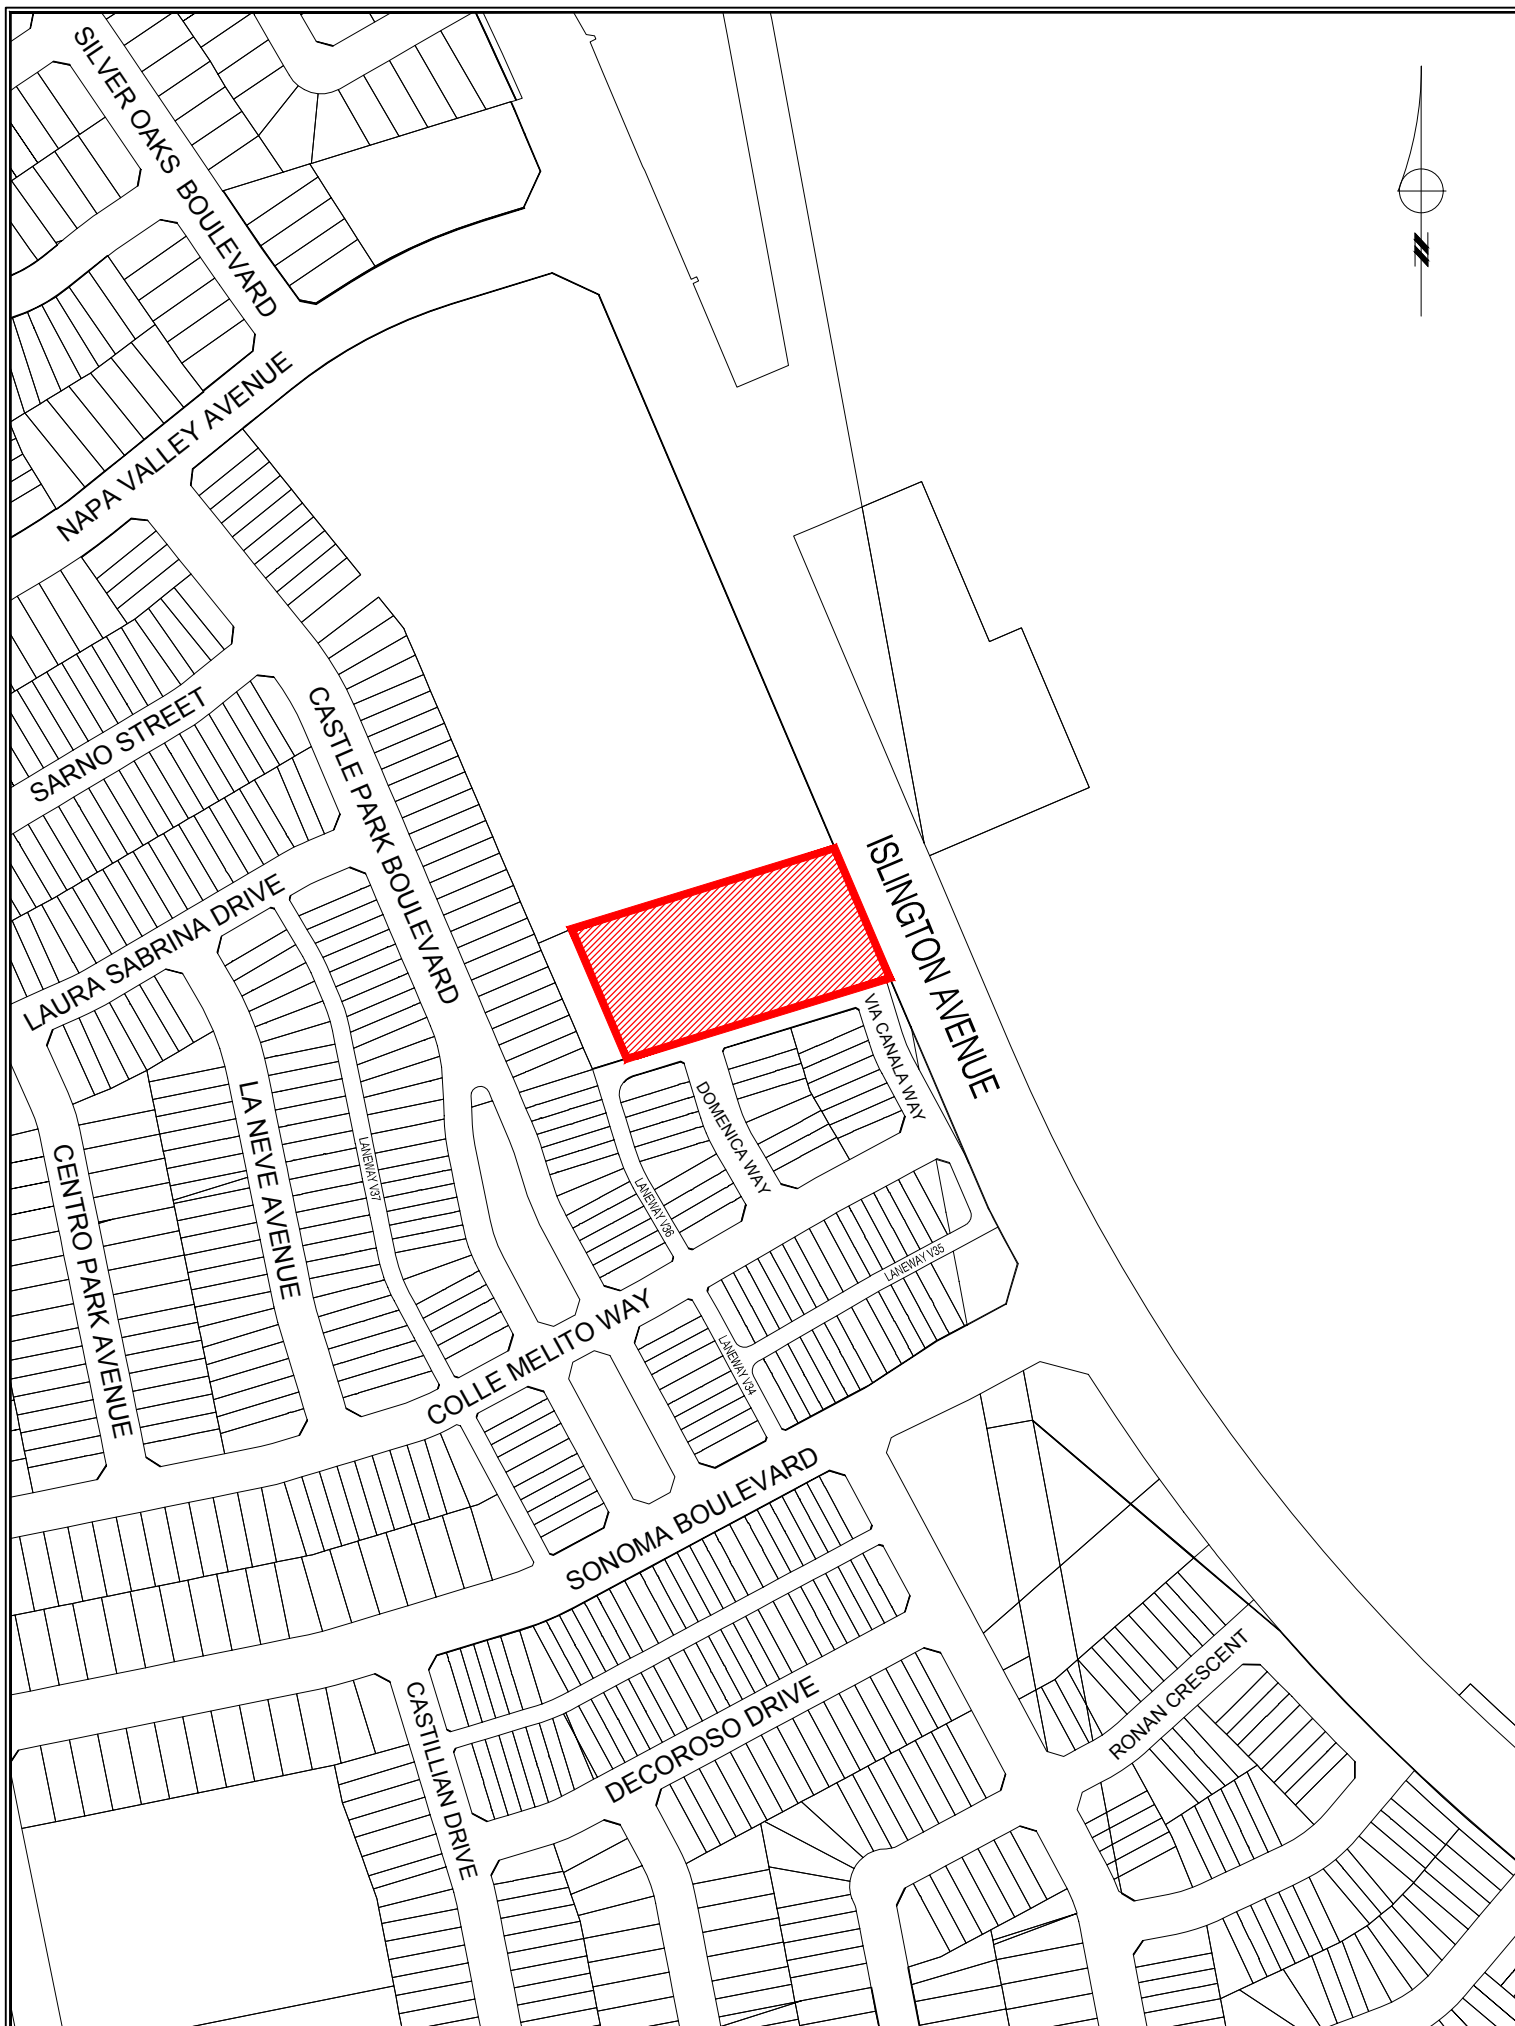 SILVER OAKS BOULEVARD
N
NAPA VALLEY AVENUE
SARNO STREET
CASTLE PARK BOULEVARD
ISLINGTON AVENUE
LAURA SABRINA DRIVE
VIA CANALA WAY
DOMENICA WAY
LA NEVE AVENUE
LANEWAY V37
CENTRO PARK AVENUE
LANEWAY V36
LANEWAY V35
COLLE MELITO WAY
LANEWAY V34
SONOMA BOULEVARD
RONAN CRESCENT
DECOROSO DRIVE
CASTILLIAN DRIVE